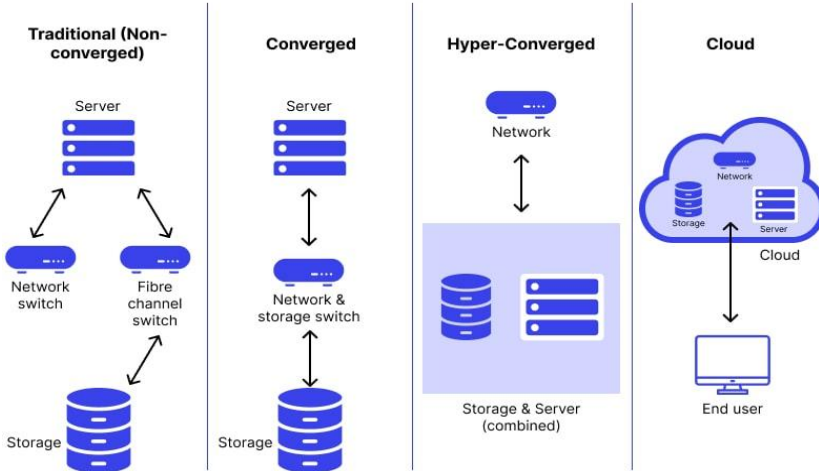 Traditional (Non-
converged)
Server
Network
switch
Fibre
channel
switch
Storage
Converged
Server
Network &
storage switch
Storage
Hyper-Converged
Network
Storage & Server
(combined)
Cloud
Network
Storage
Server
Cloud
End user